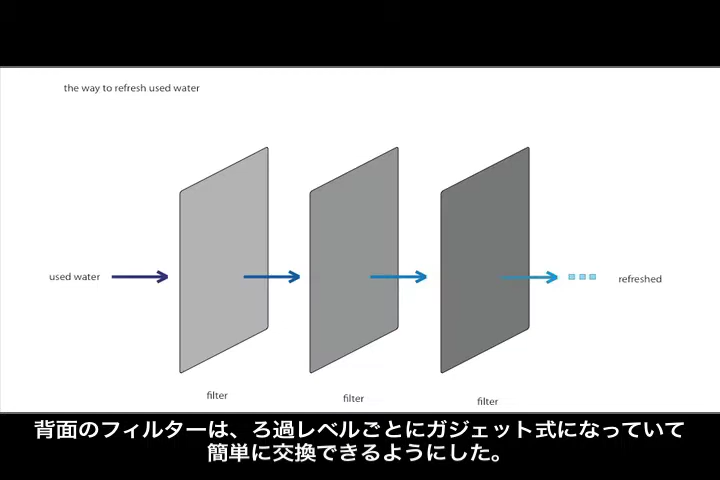 the way to refresh used water
used water
refreshed
filter
filter
filter
背面のフィルターは、ろ過レベルごとにガジェット式になっていて
簡単に交換できるようにした。